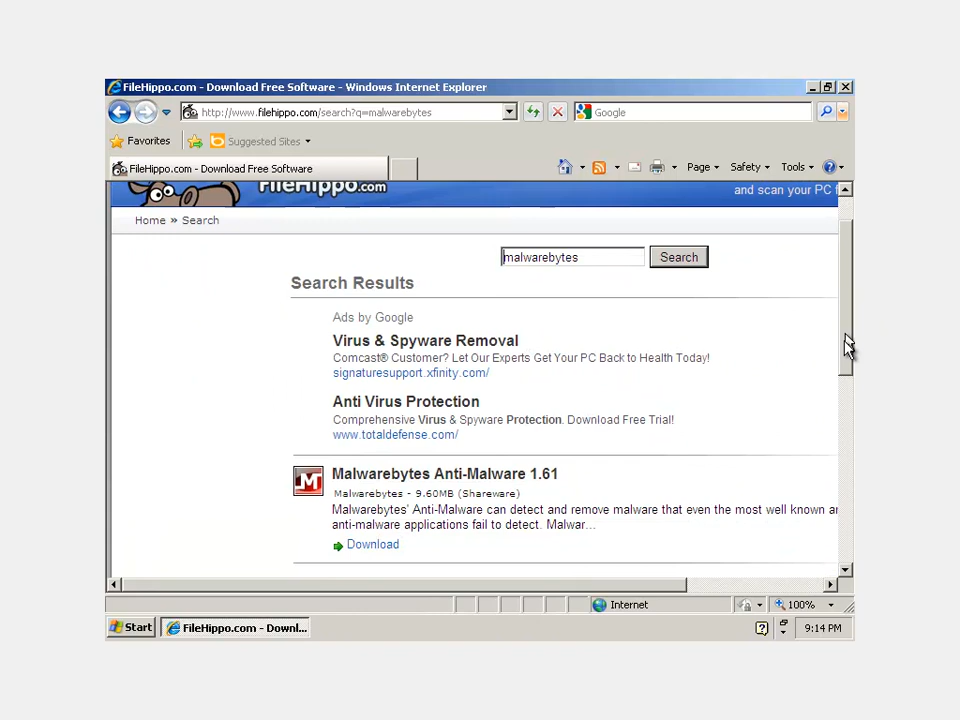 FileHippo.com - Download Free Software - Windows Internet Explorer
http://www.filehippo.com/search?q=malwarebytes
Google
Favorites
Suggested Sites
FileHippo.com - Download Free Software
Page
Safety
Tools
FileHippo.com
and scan your PC f
Home » Search
malwarebytes
Search
Search Results
Ads by Google
Virus & Spyware Removal
Comcast® Customer? Let Our Experts Get Your PC Back to Health Today!
signaturesupport.xfinity.com/
Anti Virus Protection
Comprehensive Virus & Spyware Protection. Download Free Trial!
www.totaldefense.com/
Malwarebytes Anti-Malware 1.61
Malwarebytes - 9.60MB (Shareware)
Malwarebytes' Anti-Malware can detect and remove malware that even the most well known a
anti-malware applications fail to detect. Malwar...
Download
Internet
100%
Start
FileHippo.com - Downl...
9:14 PM